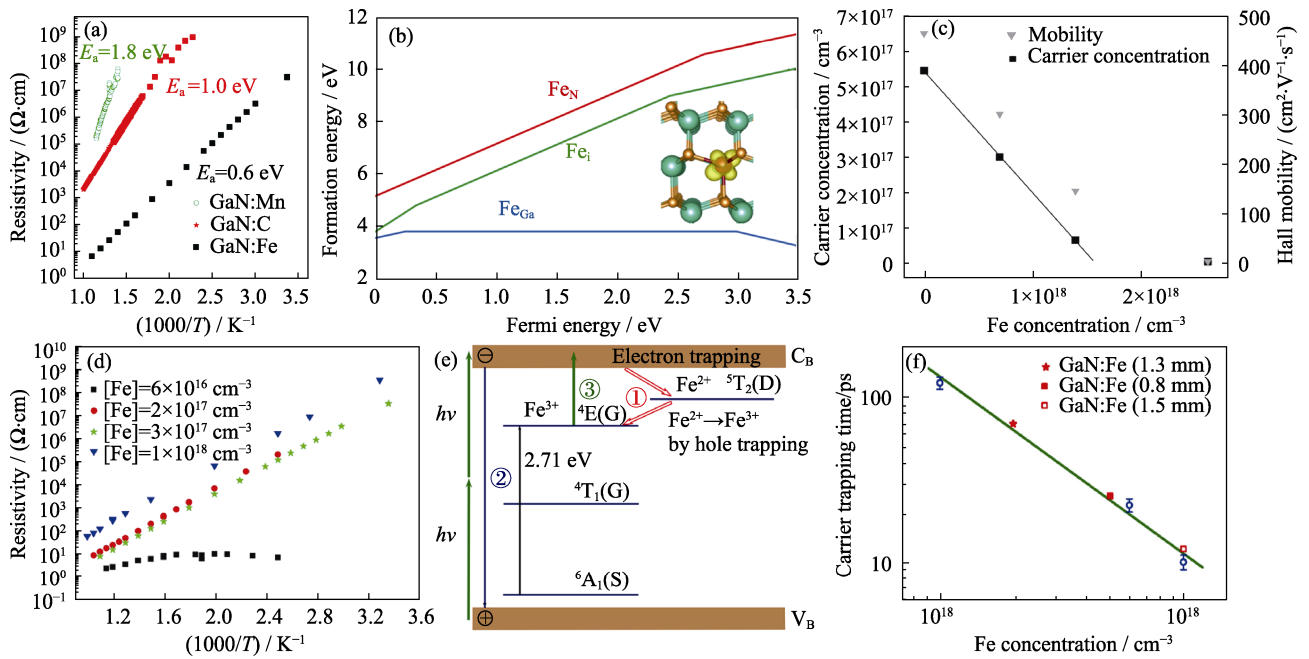 (a)
10⁹
10⁸
10⁷
10⁶
10⁵
10⁴
10³
10²
10¹
10⁰
Resistivity / (Ω·cm)
Eₐ=1.8 eV
Eₐ=1.0 eV
Eₐ=0.6 eV
GaN:Mn
GaN:C
GaN:Fe
1.0 1.5 2.0 2.5 3.0 3.5
(1000/T) / K⁻¹
(b)
12
10
8
6
4
2
Formation energy / eV
Fe_N
Fe_i
Fe_Ga
0 0.5 1.0 1.5 2.0 2.5 3.0 3.5
Fermi energy / eV
(c)
7×10¹⁷
6×10¹⁷
5×10¹⁷
4×10¹⁷
3×10¹⁷
2×10¹⁷
1×10¹⁷
0
Carrier concentration / cm⁻³
Mobility
Carrier concentration
500
400
300
200
100
0
Hall mobility / (cm²·V⁻¹·s⁻¹)
0 1×10¹⁸ 2×10¹⁸
Fe concentration / cm⁻³
(d)
10¹⁰
10⁹
10⁸
10⁷
10⁶
10⁵
10⁴
10³
10²
10¹
10⁰
10⁻¹
Resistivity / (Ω·cm)
[Fe]=6×10¹⁶ cm⁻³
[Fe]=2×10¹⁷ cm⁻³
[Fe]=3×10¹⁷ cm⁻³
[Fe]=1×10¹⁸ cm⁻³
1.2 1.6 2.0 2.4 2.8 3.2 3.6
(1000/T) / K⁻¹
(e)
⊖
Electron trapping
C_B
hν
hν
③
①
②
Fe²⁺ ⁵T₂(D)
Fe³⁺
⁴E(G)
Fe²⁺→Fe³⁺
by hole trapping
2.71 eV
⁴T₁(G)
⁶A₁(S)
⊕
V_B
(f)
GaN:Fe (1.3 mm)
GaN:Fe (0.8 mm)
GaN:Fe (1.5 mm)
100
10
Carrier trapping time/ps
10¹⁸ 10¹⁸
Fe concentration / cm⁻³